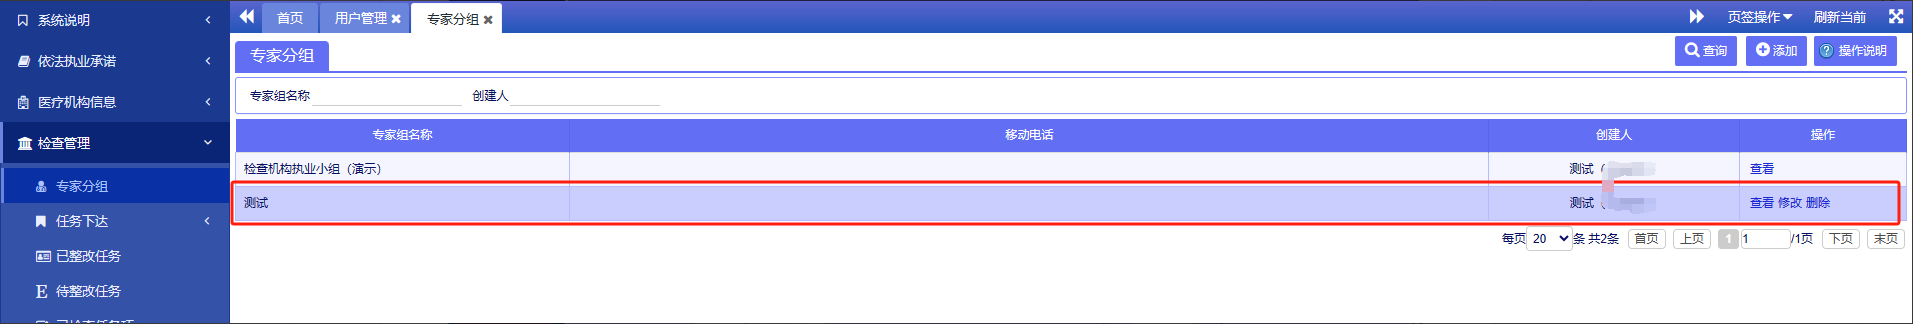 系统说明
依法执业承诺
医疗机构信息
检查管理
专家分组
任务下达
已整改任务
E 待整改任务
首页 用户管理 专家分组 页签操作 刷新当前
专家分组 查询 添加 操作说明
专家组名称 创建人
专家组名称 移动电话 创建人 操作
检查机构执业小组（演示） 测试（ 查看
测试 测试（ 查看 修改 删除
每页 20 条 共2条 首页 上页 1 1 /1页 下页 末页